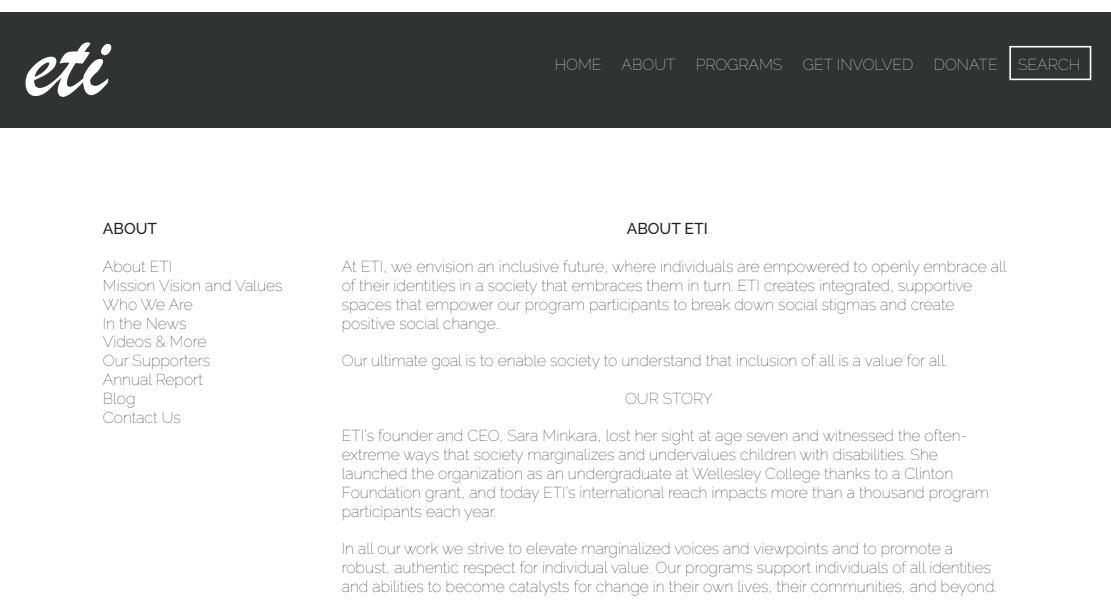 eti
HOME ABOUT PROGRAMS GET INVOLVED DONATE SEARCH
ABOUT
About ETI
Mission Vision and Values
Who We Are
In the News
Videos & More
Our Supporters
Annual Report
Blog
Contact Us
ABOUT ETI
At ETI, we envision an inclusive future, where individuals are empowered to openly embrace all
of their identities in a society that embraces them in turn. ETI creates integrated, supportive
spaces that empower our program participants to break down social stigmas and create
positive social change..
Our ultimate goal is to enable society to understand that inclusion of all is a value for all.
OUR STORY
ETI's founder and CEO, Sara Minkara, lost her sight at age seven and witnessed the often-
extreme ways that society marginalizes and undervalues children with disabilities. She
launched the organization as an undergraduate at Wellesley College thanks to a Clinton
Foundation grant, and today ETI's international reach impacts more than a thousand program
participants each year.
In all our work we strive to elevate marginalized voices and viewpoints and to promote a
robust, authentic respect for individual value. Our programs support individuals of all identities
and abilities to become catalysts for change in their own lives, their communities, and beyond.